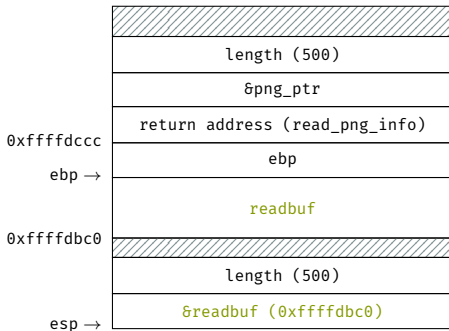 length (500)
&png_ptr
return address (read_png_info)
0xffffdccc
ebp
ebp →
readbuf
0xffffdbc0
length (500)
&readbuf (0xffffdbc0)
esp →